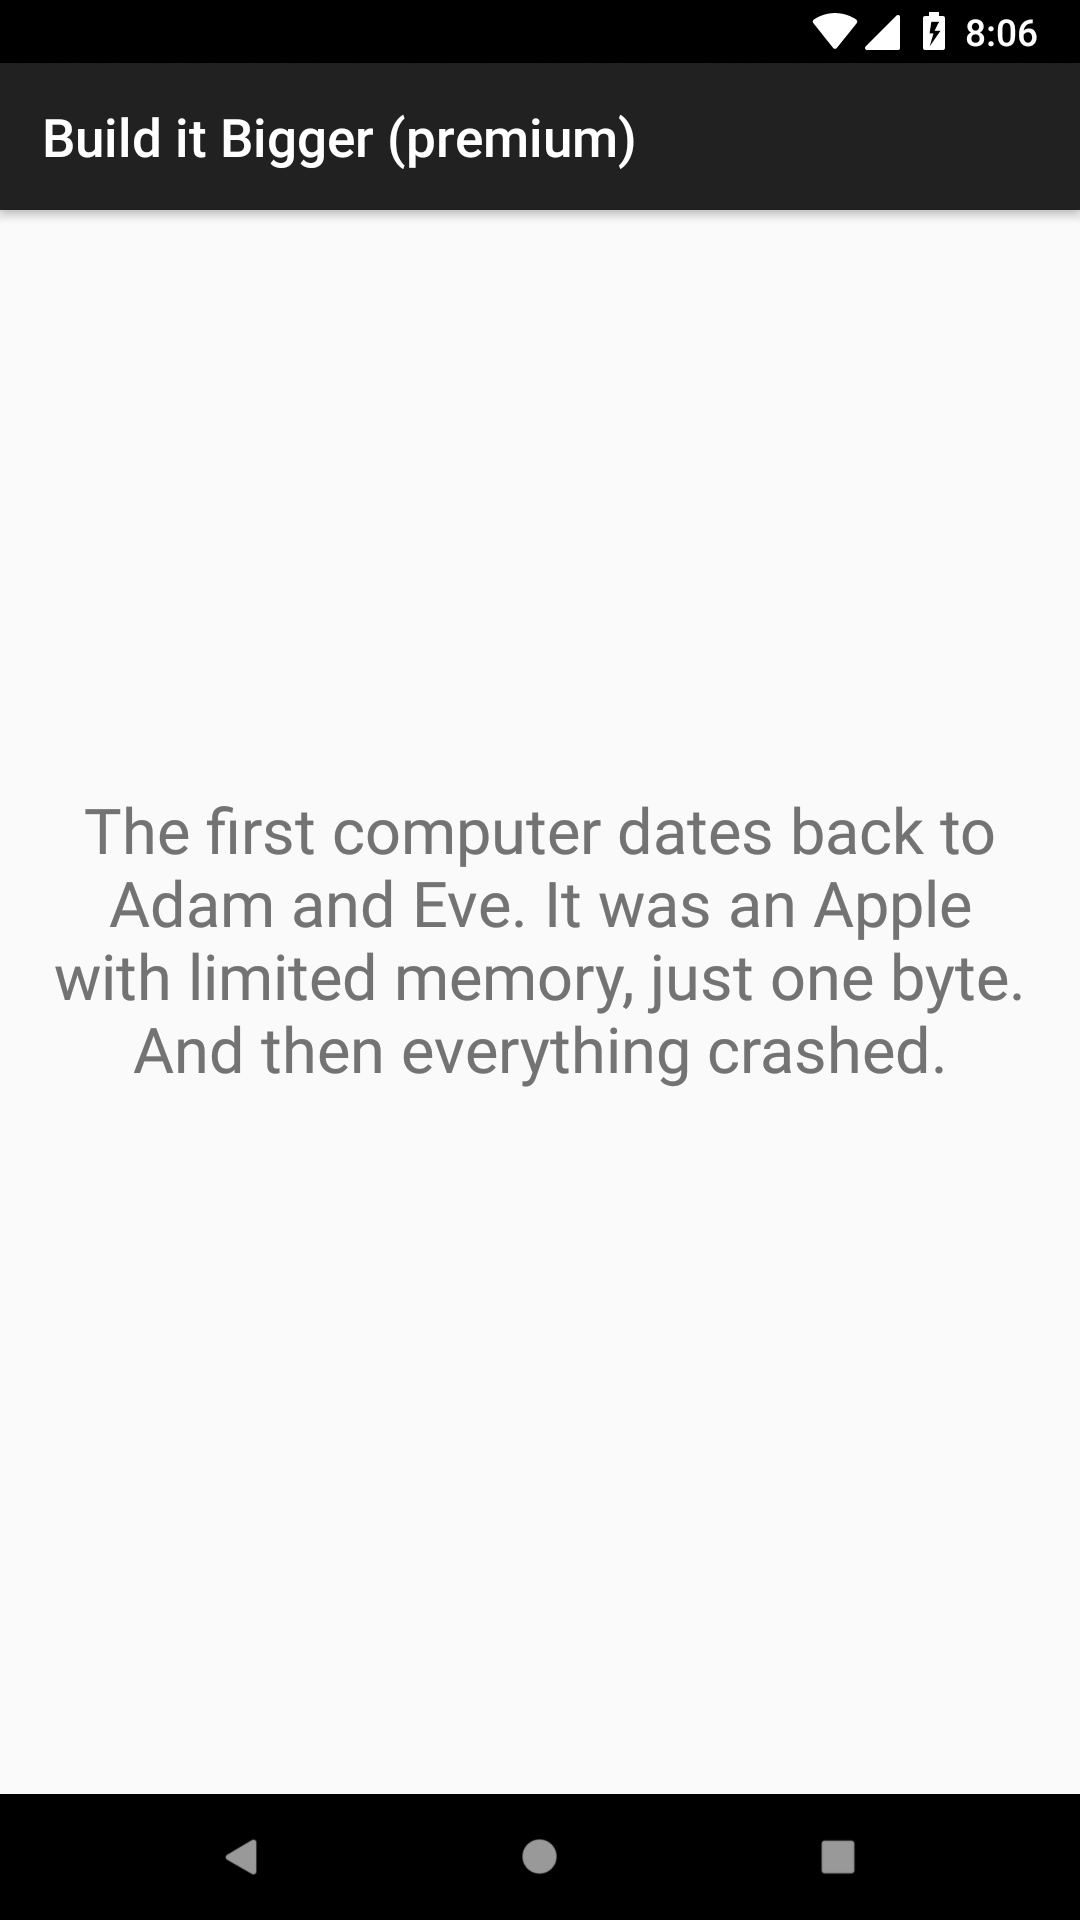 8:06
Build it Bigger (premium)
The first computer dates back to
Adam and Eve. It was an Apple
with limited memory, just one byte.
And then everything crashed.